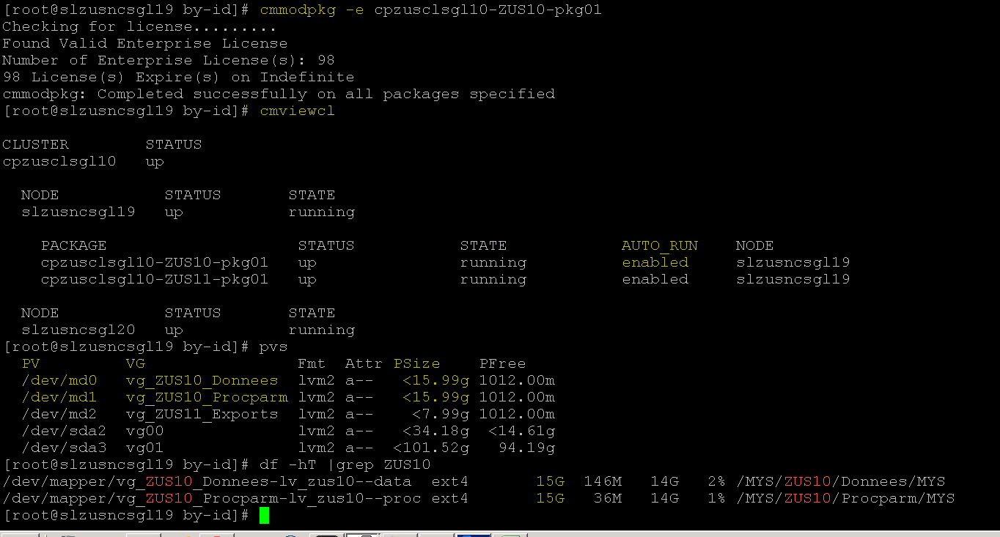 [root@slzusncsgl19 by-id]# cmmodpkg -e cpzusclsgl10-ZUS10-pkg01
Checking for license.........
Found Valid Enterprise License
Number of Enterprise License(s): 98
98 License(s) Expire(s) on Indefinite
cmmodpkg: Completed successfully on all packages specified
[root@slzusncsgl19 by-id]# cmviewcl
CLUSTER        STATUS
cpzusclsgl10   up
NODE           STATUS       STATE
slzusncsgl19   up           running
PACKAGE                    STATUS           STATE            AUTO_RUN    NODE
cpzusclsgl10-ZUS10-pkg01   up               running          enabled     slzusncsgl19
cpzusclsgl10-ZUS11-pkg01   up               running          enabled     slzusncsgl19
NODE           STATUS       STATE
slzusncsgl20   up           running
[root@slzusncsgl19 by-id]# pvs
PV         VG                Fmt  Attr PSize    PFree
/dev/md0   vg_ZUS10_Donnees  lvm2 a--   <15.99g 1012.00m
/dev/md1   vg_ZUS10_Procparm lvm2 a--   <15.99g 1012.00m
/dev/md2   vg_ZUS11_Exports  lvm2 a--    <7.99g 1012.00m
/dev/sda2  vg00              lvm2 a--   <34.18g  <14.61g
/dev/sda3  vg01              lvm2 a--  <101.52g   94.19g
[root@slzusncsgl19 by-id]# df -hT |grep ZUS10
/dev/mapper/vg_ZUS10_Donnees-lv_zus10--data  ext4       15G  146M   14G   2% /MYS/ZUS10/Donnees/MYS
/dev/mapper/vg_ZUS10_Procparm-lv_zus10--proc ext4       15G   36M   14G   1% /MYS/ZUS10/Procparm/MYS
[root@slzusncsgl19 by-id]#